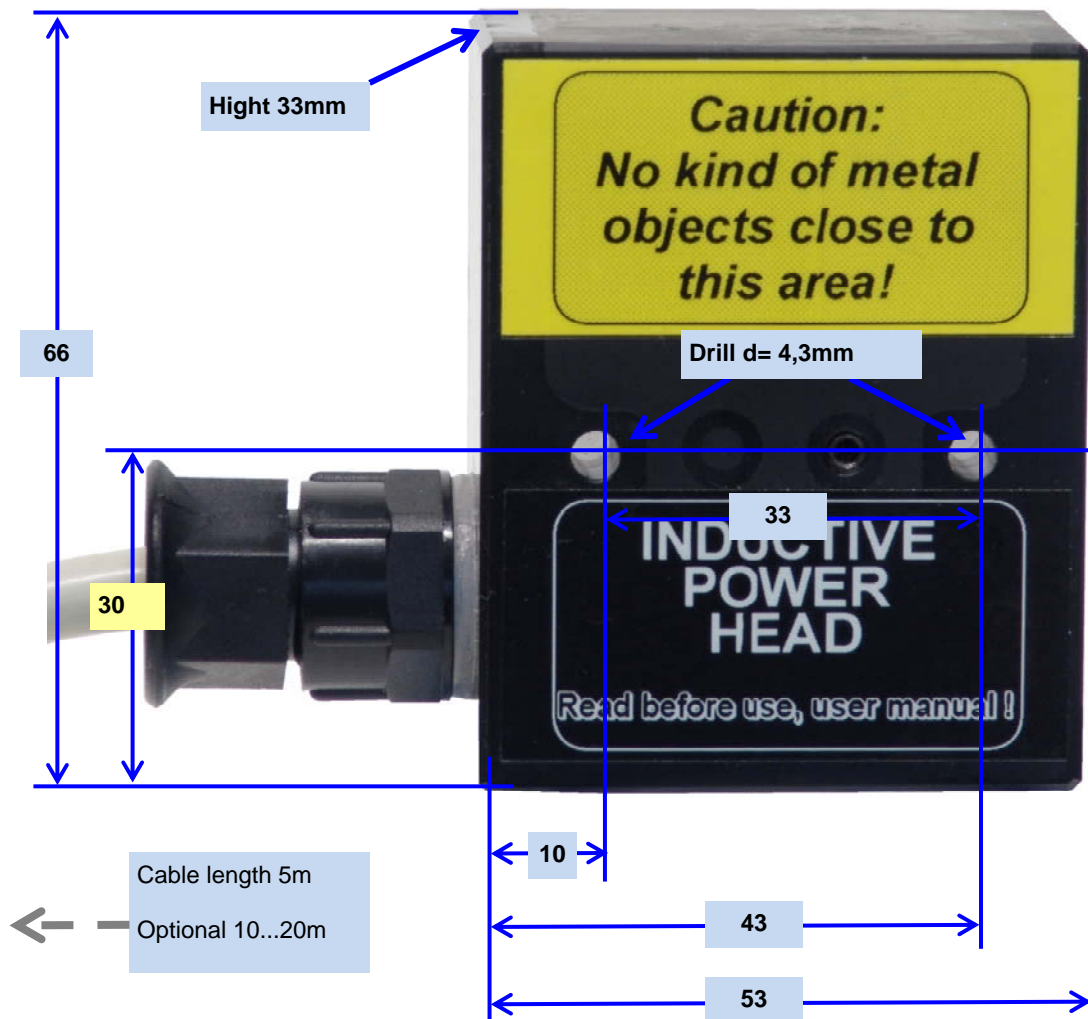 Hight 33mm
Caution:
No kind of metal
objects close to
this area!
66
Drill d= 4,3mm
33
INDUCTIVE
POWER
HEAD
30
Read before use, user manual !
10
Cable length 5m
Optional 10...20m
43
53